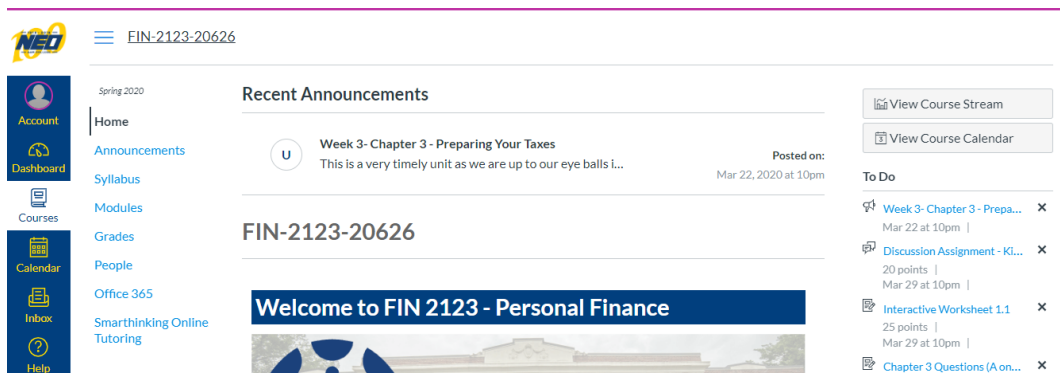 NEO
FIN-2123-20626
Account
Dashboard
Courses
Calendar
Inbox
Help
Spring 2020
Home
Announcements
Syllabus
Modules
Grades
People
Office 365
Smarthinking Online
Tutoring
Recent Announcements
U
Week 3- Chapter 3 - Preparing Your Taxes
This is a very timely unit as we are up to our eye balls i...
Posted on:
Mar 22, 2020 at 10pm
FIN-2123-20626
Welcome to FIN 2123 - Personal Finance
View Course Stream
View Course Calendar
To Do
Week 3- Chapter 3 - Prepa...
Mar 22 at 10pm |
Discussion Assignment - Ki...
20 points |
Mar 29 at 10pm |
Interactive Worksheet 1.1
25 points |
Mar 29 at 10pm |
Chapter 3 Questions (A on...